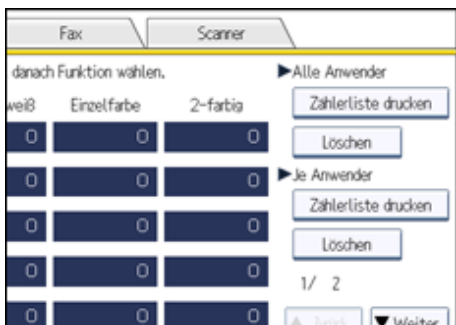 Fax Scanner
danach Funktion wählen.
►Alle Anwender
weiß Einzelfarbe 2-farbig
Zählerliste drucken
0 0 0
Löschen
0 0 0
►Je Anwender
Zählerliste drucken
0 0 0
Löschen
0 0 0
1/ 2
0 0 0
▲ Zurück ▼ Weiter